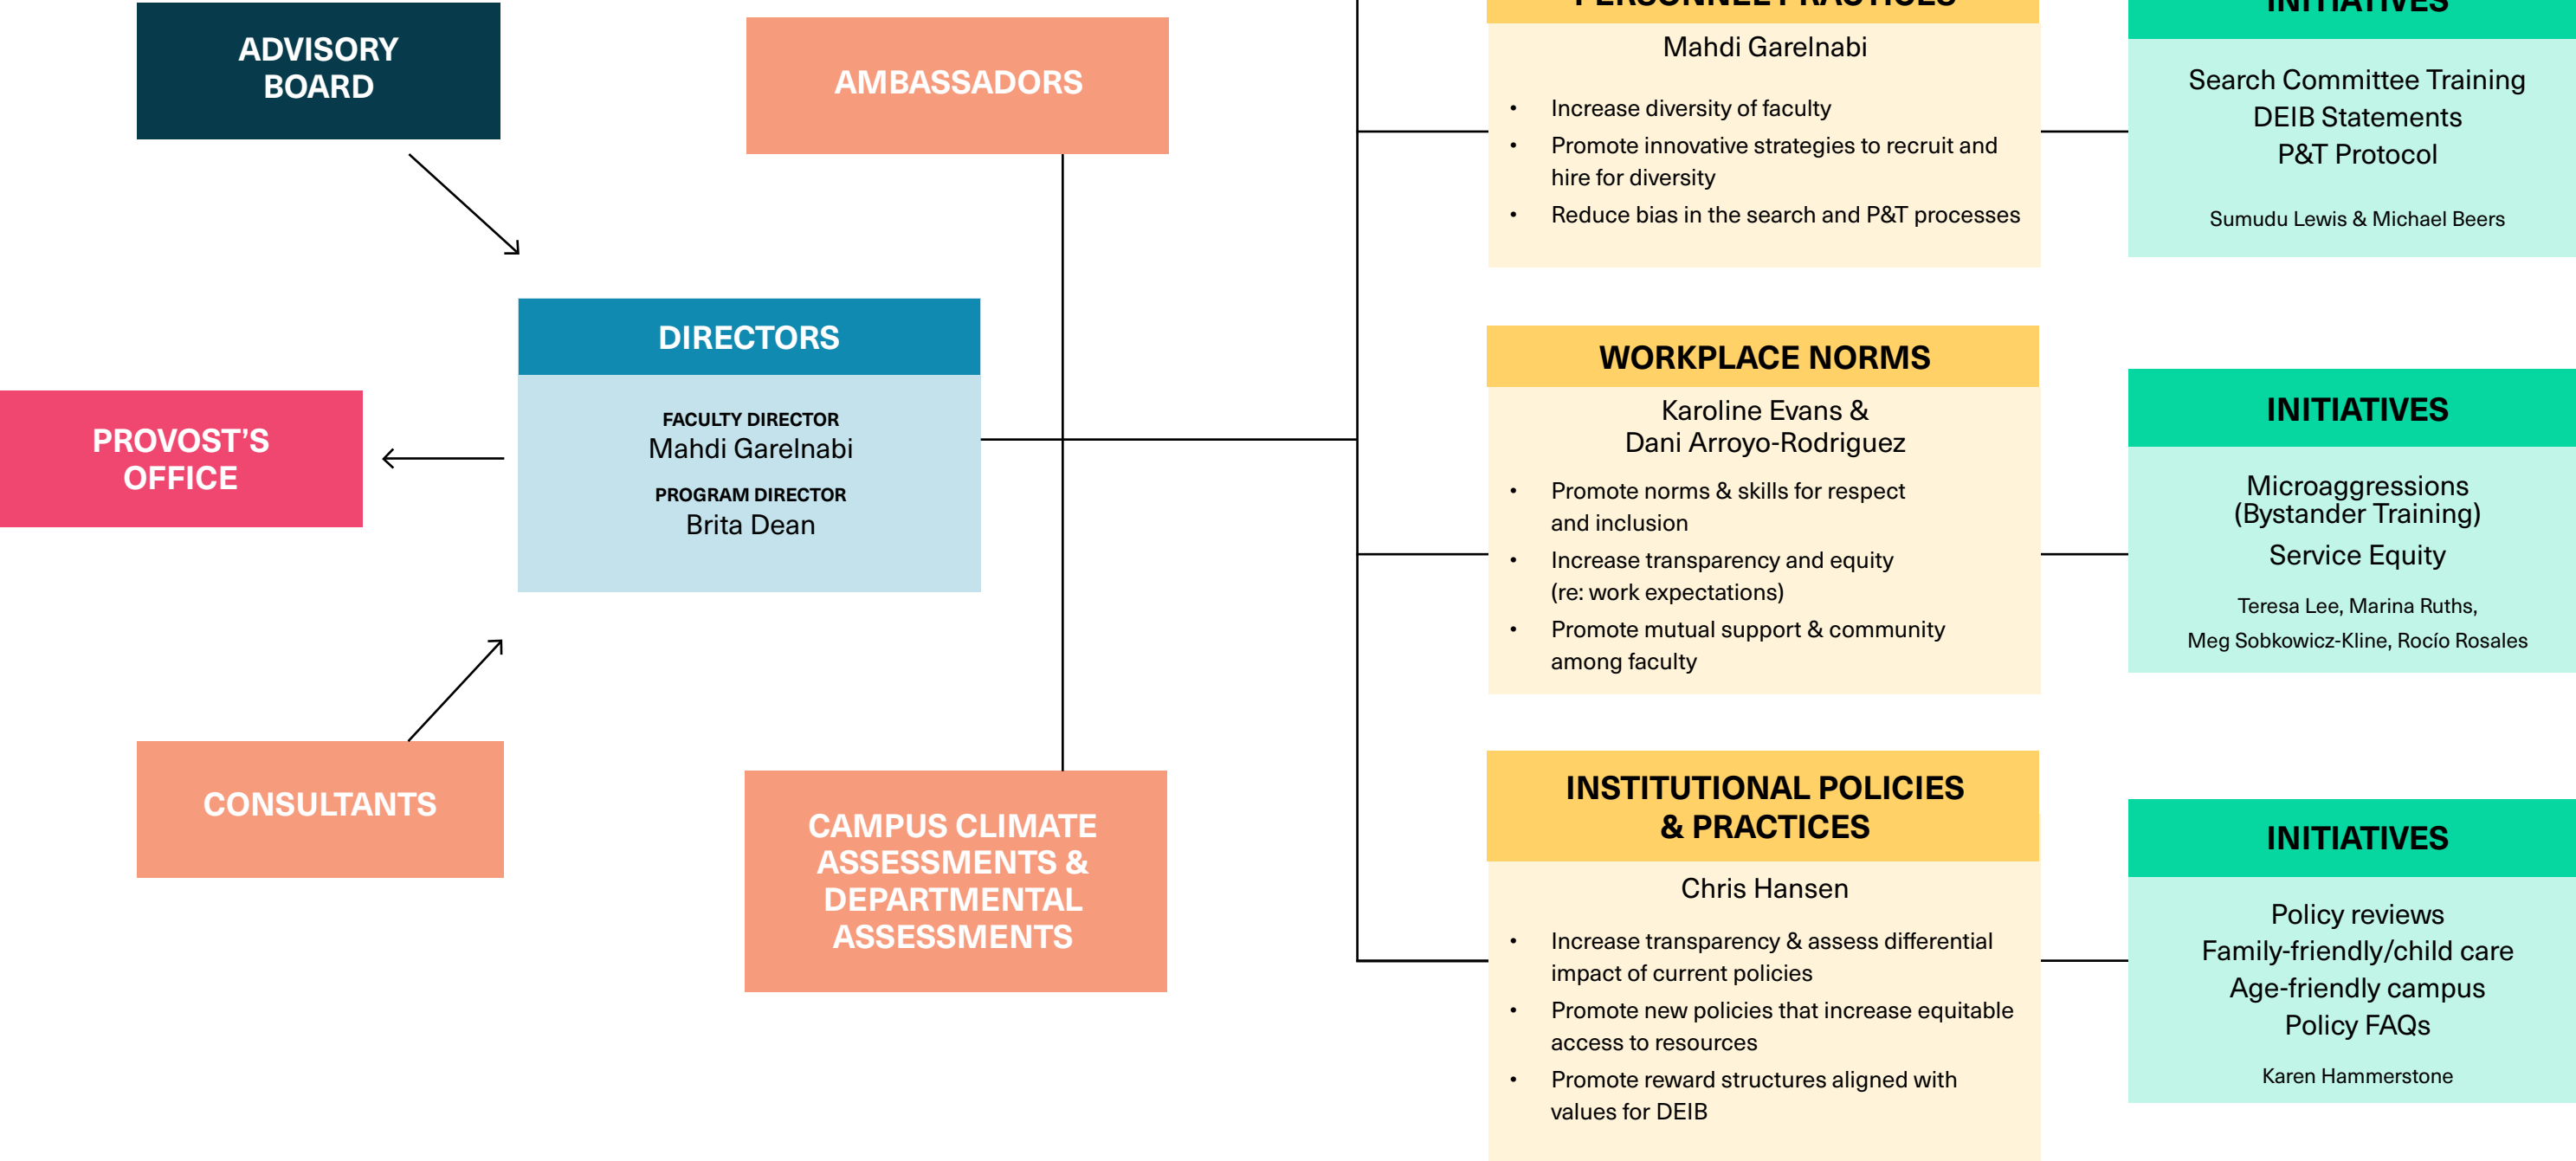 ADVISORY
BOARD
AMBASSADORS
DIRECTORS
FACULTY DIRECTOR
Mahdi Garelnabi
PROGRAM DIRECTOR
Brita Dean
PROVOST'S
OFFICE
CONSULTANTS
CAMPUS CLIMATE
ASSESSMENTS &
DEPARTMENTAL
ASSESSMENTS
PERSONNEL PRACTICES
Mahdi Garelnabi
• Increase diversity of faculty
• Promote innovative strategies to recruit and
hire for diversity
• Reduce bias in the search and P&T processes
INITIATIVES
Search Committee Training
DEIB Statements
P&T Protocol
Sumudu Lewis & Michael Beers
WORKPLACE NORMS
Karoline Evans &
Dani Arroyo-Rodriguez
• Promote norms & skills for respect
and inclusion
• Increase transparency and equity
(re: work expectations)
• Promote mutual support & community
among faculty
INITIATIVES
Microaggressions
(Bystander Training)
Service Equity
Teresa Lee, Marina Ruths,
Meg Sobkowicz-Kline, Rocío Rosales
INSTITUTIONAL POLICIES
& PRACTICES
Chris Hansen
• Increase transparency & assess differential
impact of current policies
• Promote new policies that increase equitable
access to resources
• Promote reward structures aligned with
values for DEIB
INITIATIVES
Policy reviews
Family-friendly/child care
Age-friendly campus
Policy FAQs
Karen Hammerstone